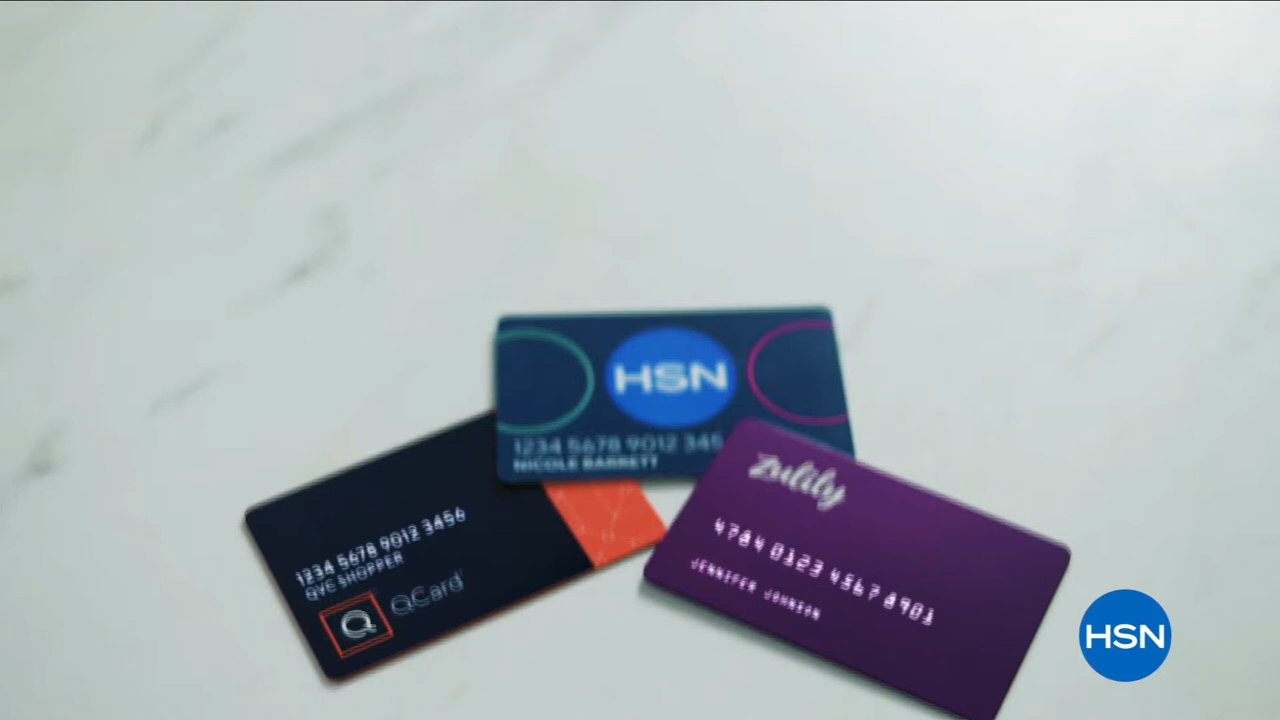 HSN
1234 5678 9012 345
NICOLE BARRETT
1234 5678 9012 3456
QVC SHOPPER
Q QCard
zulily
4784 0123 4567 8901
JENNIFER JOHNSON
HSN